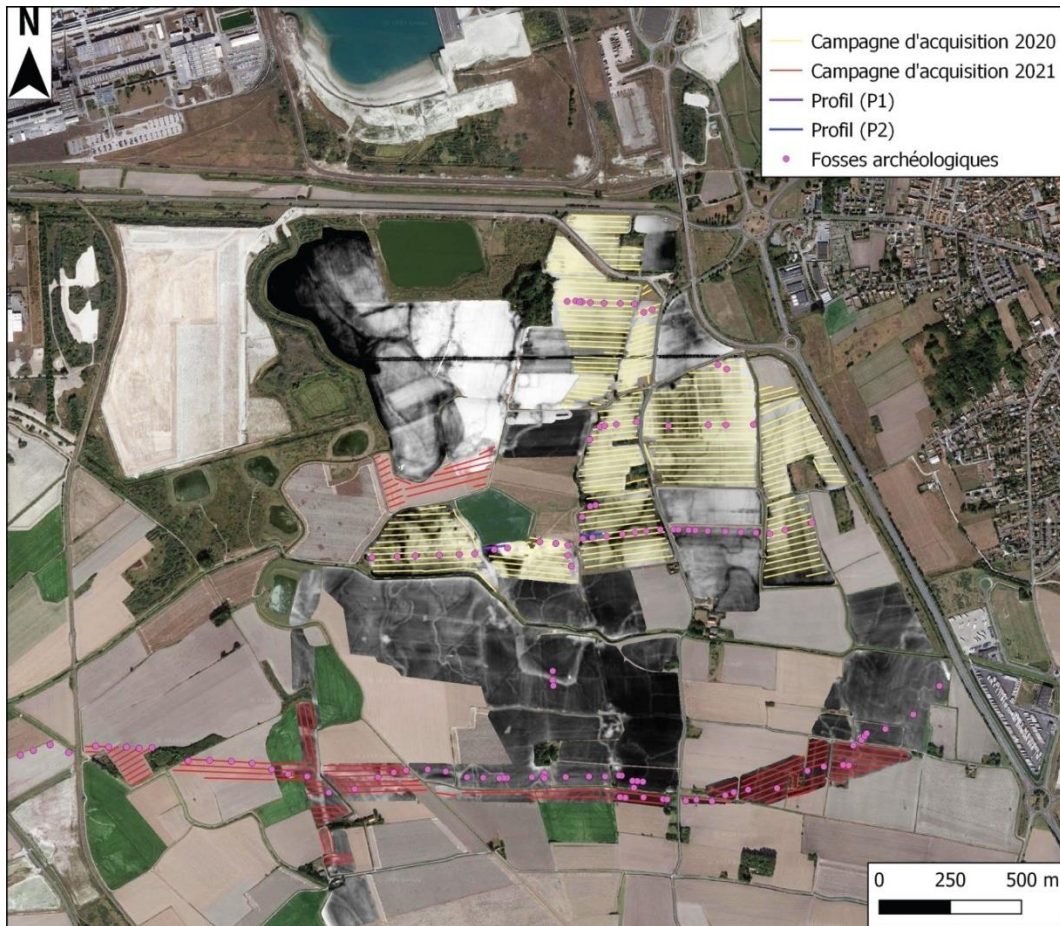 N
Campagne d'acquisition 2020
Campagne d'acquisition 2021
Profil (P1)
Profil (P2)
Fosses archéologiques
0 250 500 m